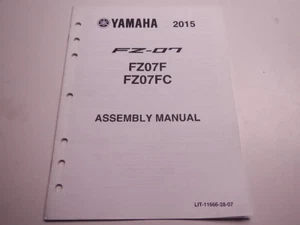 YAMAHA 2015
FZ-07
FZ07F
FZ07FC
ASSEMBLY MANUAL
LIT-11666-28-07